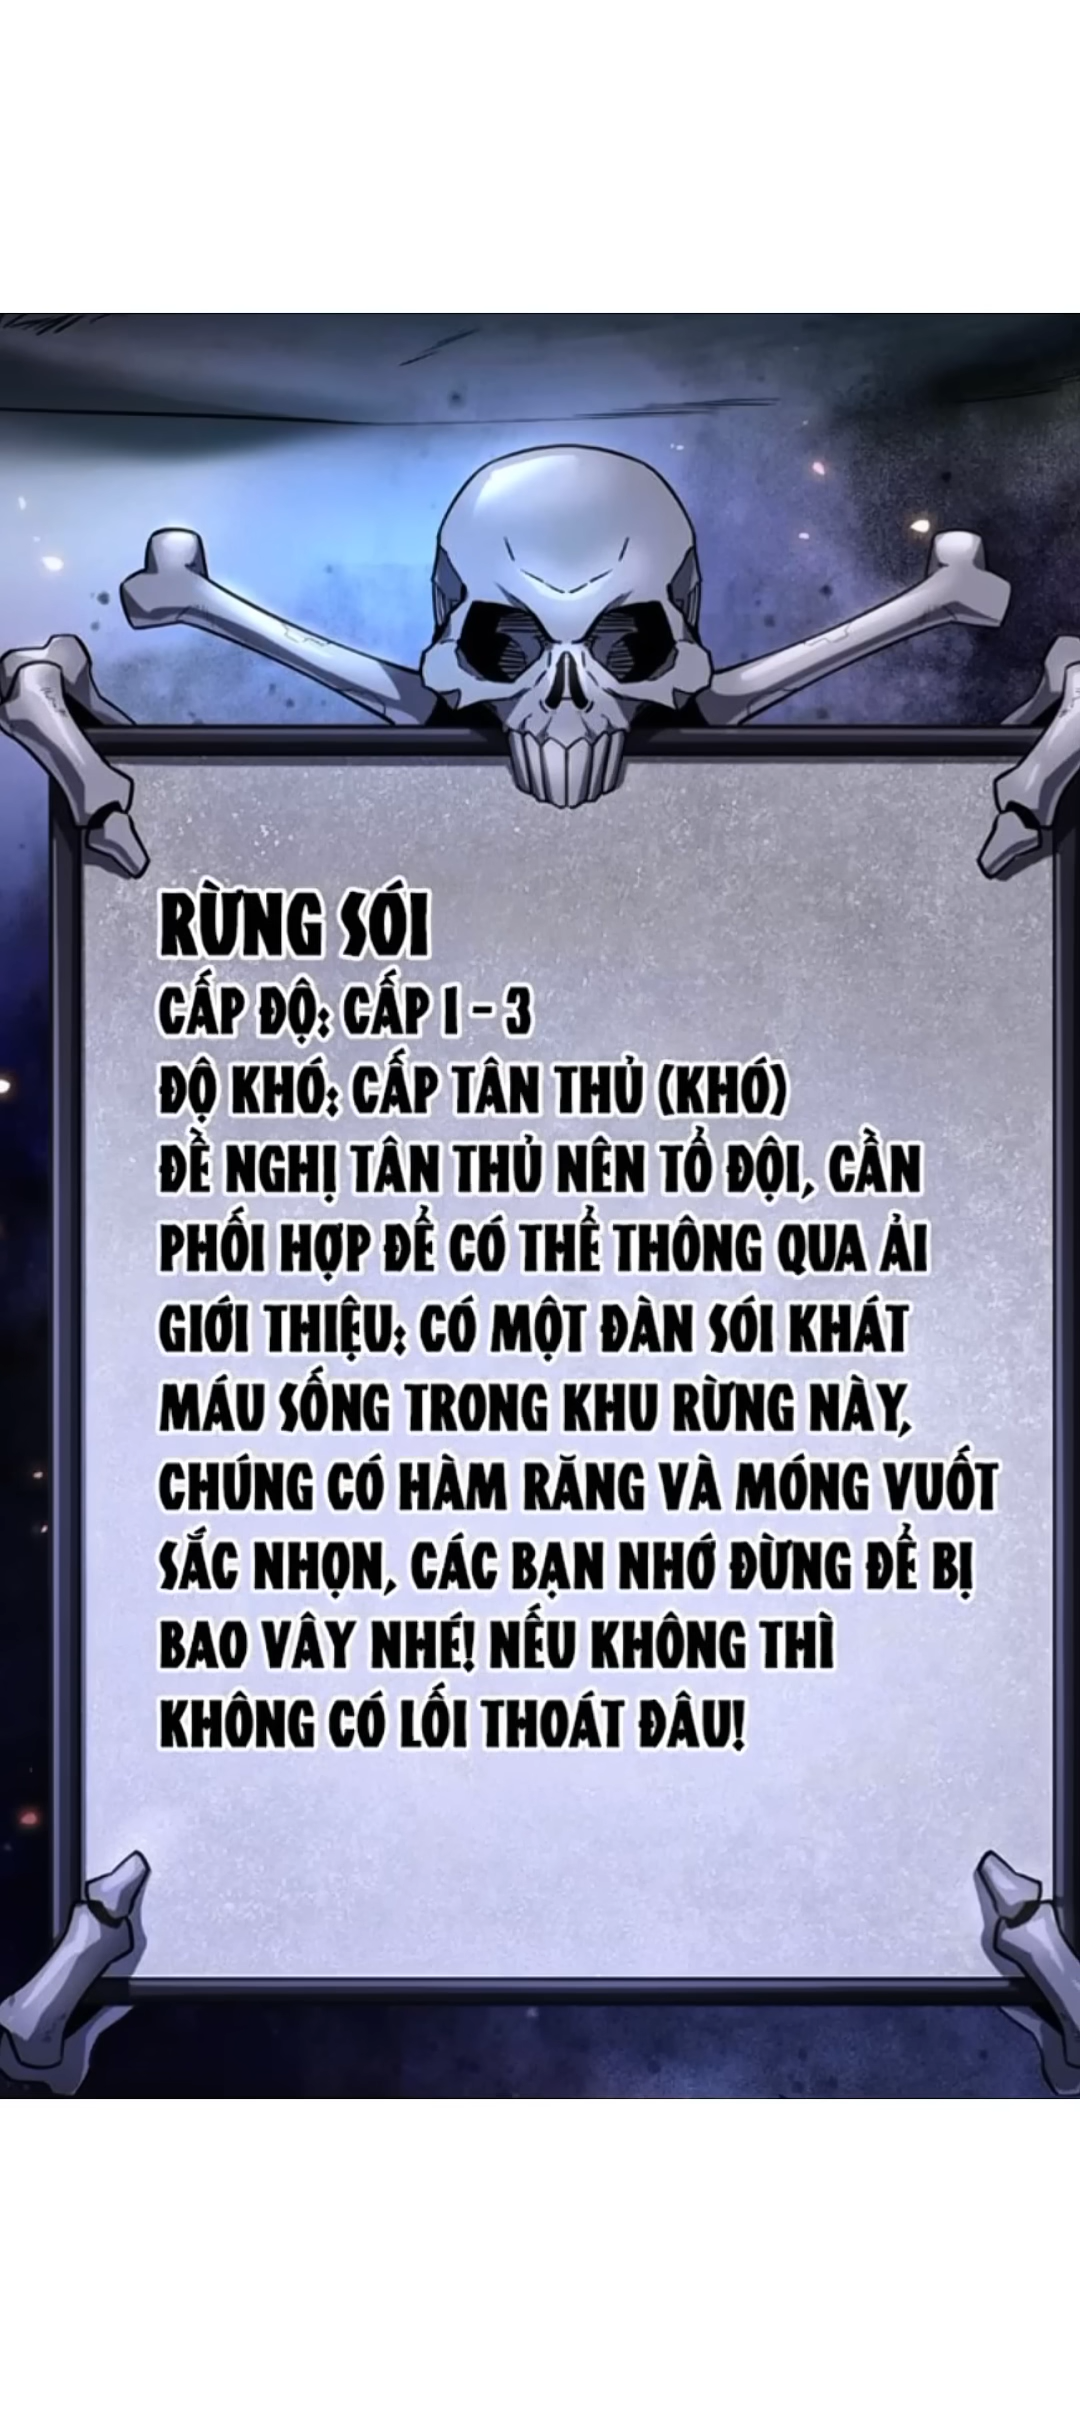 RỪNG SÓI
CẤP ĐỘ: CẤP 1 - 3
ĐỘ KHÓ: CẤP TÂN THỦ (KHÓ)
ĐỀ NGHỊ TÂN THỦ NÊN TỔ ĐỘI, CẦN
PHỐI HỢP ĐỂ CÓ THỂ THÔNG QUA ẢI
GIỚI THIỆU: CÓ MỘT ĐÀN SÓI KHÁT
MÁU SỐNG TRONG KHU RỪNG NÀY,
CHÚNG CÓ HÀM RĂNG VÀ MÓNG VUỐT
SẮC NHỌN, CÁC BẠN NHỚ ĐỪNG ĐỂ BỊ
BAO VÂY NHÉ! NẾU KHÔNG THÌ
KHÔNG CÓ LỐI THOÁT ĐÂU!